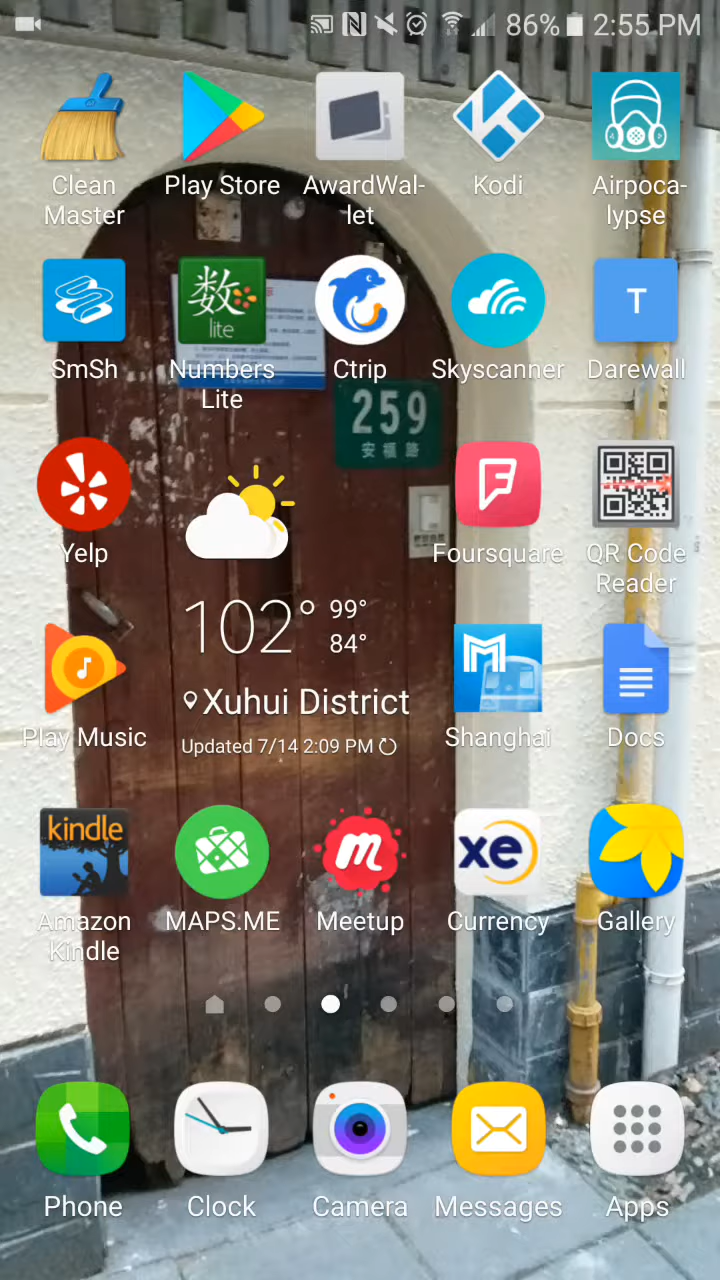 86% 2:55 PM
Clean Master
Play Store
AwardWal-
let
Kodi
Airpoca-
lypse
数
lite
T
SmSh
Numbers
Lite
Ctrip
Skyscanner
Darewall
259
安福路
Yelp
Foursquare
QR Code
Reader
102° 99°
84°
Xuhui District
Updated 7/14 2:09 PM
Play Music
Shanghai
Docs
kindle
m
xe
Amazon
Kindle
MAPS.ME
Meetup
Currency
Gallery
Phone
Clock
Camera
Messages
Apps